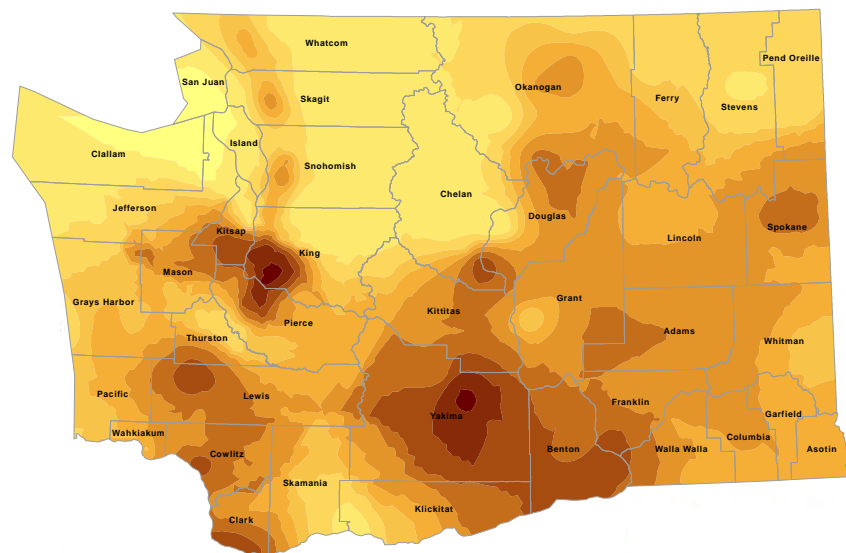 Whatcom
Pend Oreille
San Juan
Okanogan
Skagit
Ferry
Stevens
Island
Clallam
Snohomish
Chelan
Jefferson
Douglas
Kitsap
Spokane
Lincoln
King
Mason
Grant
Grays Harbor
Kittitas
Pierce
Adams
Thurston
Whitman
Pacific
Lewis
Franklin
Yakima
Garfield
Wahkiakum
Columbia
Benton
Walla Walla
Asotin
Cowlitz
Skamania
Klickitat
Clark